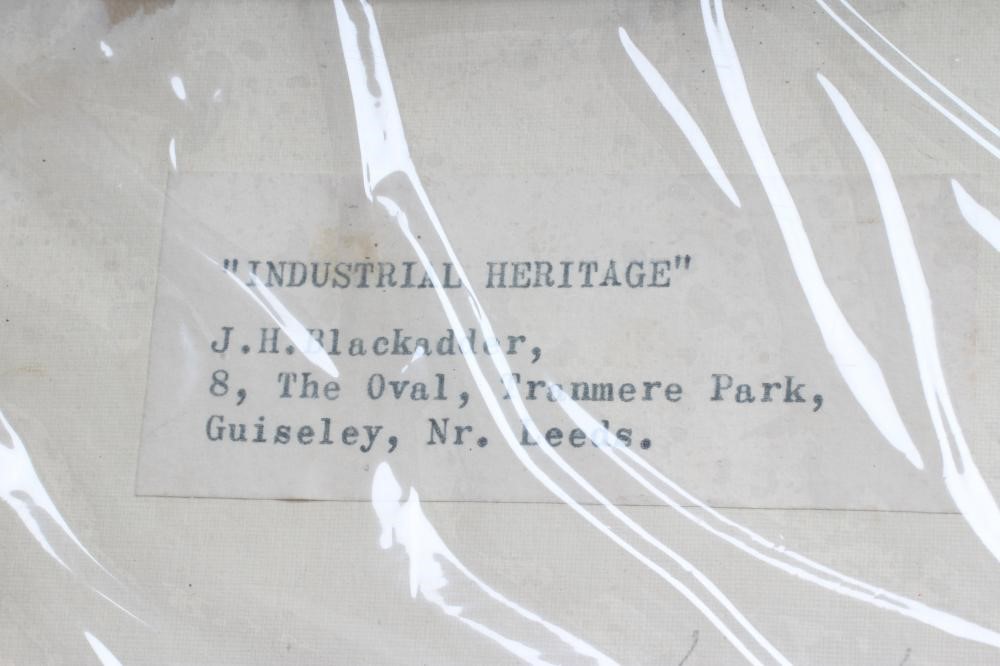 "INDUSTRIAL HERITAGE"
J.H.Blackadder,
8, The Oval, Tranmere Park,
Guiseley, Nr. Leeds.